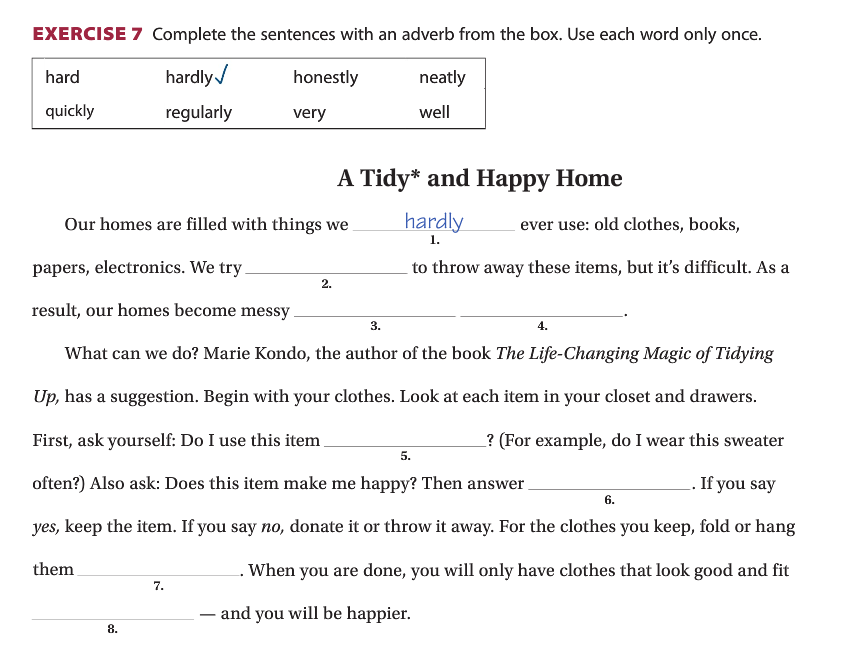 EXERCISE 7 Complete the sentences with an adverb from the box. Use each word only once.
hard hardly✓ honestly neatly
quickly regularly very well
A Tidy* and Happy Home
Our homes are filled with things we hardly ever use: old clothes, books,
1.
papers, electronics. We try ____ to throw away these items, but it’s difficult. As a
2.
result, our homes become messy ____ ____.
3. 4.
What can we do? Marie Kondo, the author of the book The Life-Changing Magic of Tidying
Up, has a suggestion. Begin with your clothes. Look at each item in your closet and drawers.
First, ask yourself: Do I use this item ____? (For example, do I wear this sweater
5.
often?) Also ask: Does this item make me happy? Then answer ____. If you say
6.
yes, keep the item. If you say no, donate it or throw it away. For the clothes you keep, fold or hang
them ____. When you are done, you will only have clothes that look good and fit
7.
____ — and you will be happier.
8.